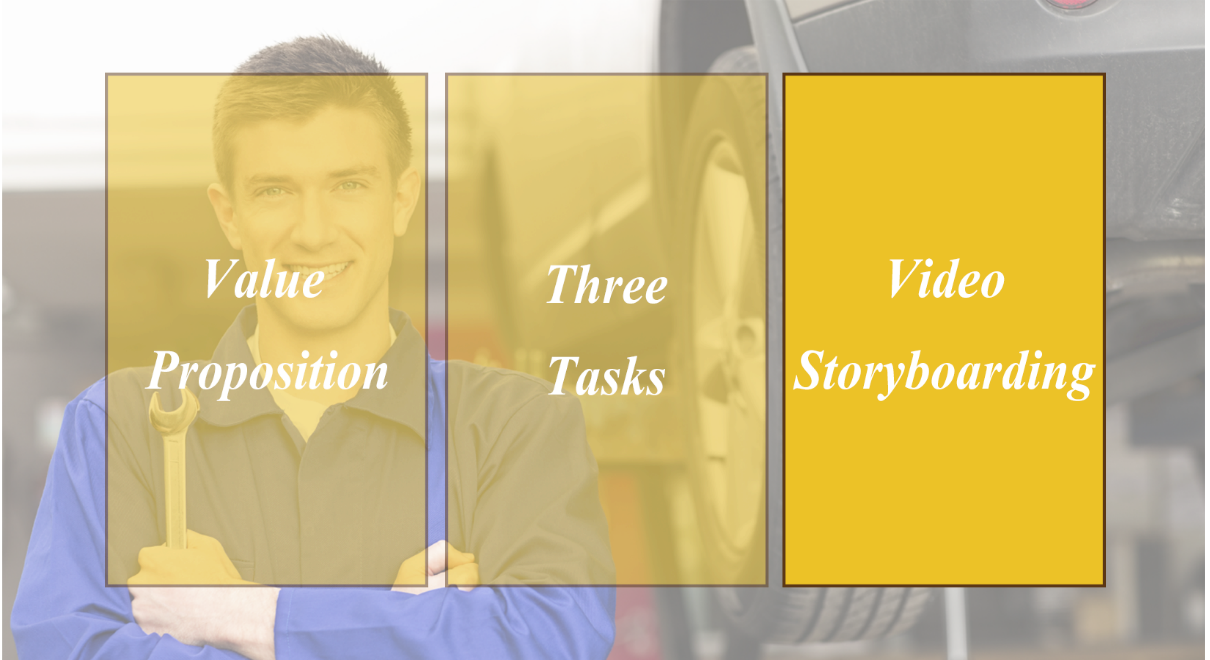 Value
Proposition
Three
Tasks
Video
Storyboarding